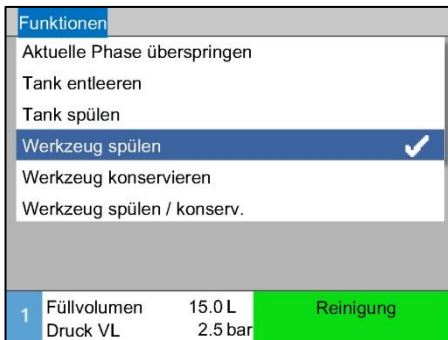 Funktionen
Aktuelle Phase überspringen
Tank entleeren
Tank spülen
Werkzeug spülen
Werkzeug konservieren
Werkzeug spülen / konserv.
1 Füllvolumen 15.0 L Reinigung
Druck VL 2.5 bar